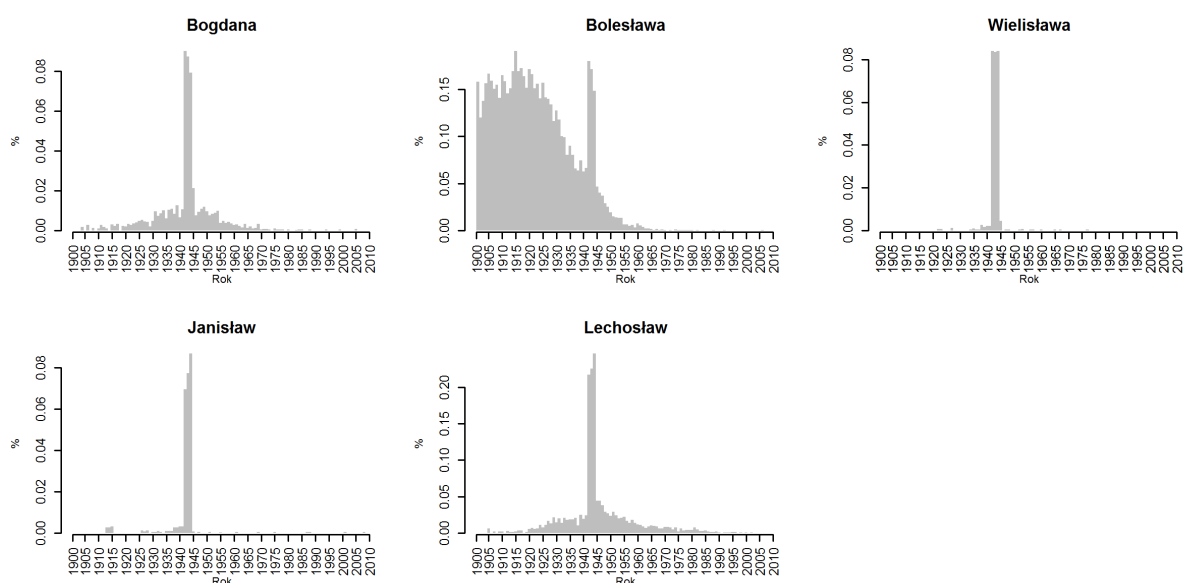 Bogdana
%
0.00 0.02 0.04 0.06 0.08
1900 1905 1910 1915 1920 1925 1930 1935 1940 1945 1950 1955 1960 1965 1970 1975 1980 1985 1990 1995 2000 2005 2010
Rok
Bolesława
%
0.00 0.05 0.10 0.15
1900 1905 1910 1915 1920 1925 1930 1935 1940 1945 1950 1955 1960 1965 1970 1975 1980 1985 1990 1995 2000 2005 2010
Rok
Wielisława
%
0.00 0.02 0.04 0.06 0.08
1900 1905 1910 1915 1920 1925 1930 1935 1940 1945 1950 1955 1960 1965 1970 1975 1980 1985 1990 1995 2000 2005 2010
Rok
Janisław
%
0.00 0.02 0.04 0.06 0.08
1900 1905 1910 1915 1920 1925 1930 1935 1940 1945 1950 1955 1960 1965 1970 1975 1980 1985 1990 1995 2000 2005 2010
Rok
Lechosław
%
0.00 0.05 0.10 0.15 0.20
1900 1905 1910 1915 1920 1925 1930 1935 1940 1945 1950 1955 1960 1965 1970 1975 1980 1985 1990 1995 2000 2005 2010
Rok